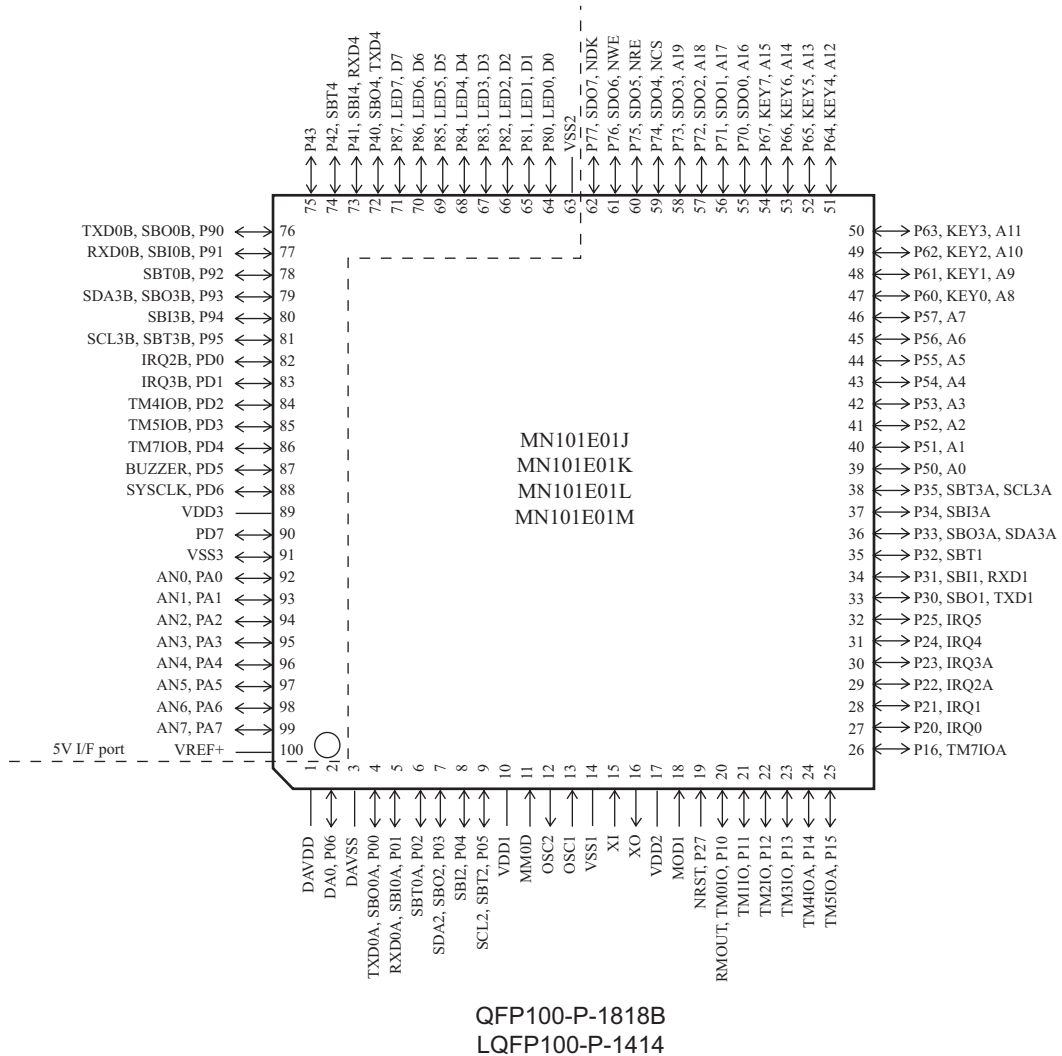 P43
P42, SBT4
P41, SBI4, RXD4
P40, SBO4, TXD4
P87, LED7, D7
P86, LED6, D6
P85, LED5, D5
P84, LED4, D4
P83, LED3, D3
P82, LED2, D2
P81, LED1, D1
P80, LED0, D0
VSS2
P77, SDO7, NDK
P76, SDO6, NWE
P75, SDO5, NRE
P74, SDO4, NCS
P73, SDO3, A19
P72, SDO2, A18
P71, SDO1, A17
P70, SDO0, A16
P67, KEY7, A15
P66, KEY6, A14
P65, KEY5, A13
P64, KEY4, A12
75 74 73 72 71 70 69 68 67 66 65 64 63 62 61 60 59 58 57 56 55 54 53 52 51
TXD0B, SBO0B, P90 76
RXD0B, SBI0B, P91 77
SBT0B, P92 78
SDA3B, SBO3B, P93 79
SBI3B, P94 80
SCL3B, SBT3B, P95 81
IRQ2B, PD0 82
IRQ3B, PD1 83
TM4IOB, PD2 84
TM5IOB, PD3 85
TM7IOB, PD4 86
BUZZER, PD5 87
SYSCLK, PD6 88
VDD3 89
PD7 90
VSS3 91
AN0, PA0 92
AN1, PA1 93
AN2, PA2 94
AN3, PA3 95
AN4, PA4 96
AN5, PA5 97
AN6, PA6 98
AN7, PA7 99
5V I/F port VREF+ 100
MN101E01J
MN101E01K
MN101E01L
MN101E01M
50 P63, KEY3, A11
49 P62, KEY2, A10
48 P61, KEY1, A9
47 P60, KEY0, A8
46 P57, A7
45 P56, A6
44 P55, A5
43 P54, A4
42 P53, A3
41 P52, A2
40 P51, A1
39 P50, A0
38 P35, SBT3A, SCL3A
37 P34, SBI3A
36 P33, SBO3A, SDA3A
35 P32, SBT1
34 P31, SBI1, RXD1
33 P30, SBO1, TXD1
32 P25, IRQ5
31 P24, IRQ4
30 P23, IRQ3A
29 P22, IRQ2A
28 P21, IRQ1
27 P20, IRQ0
26 P16, TM7IOA
1 2 3 4 5 6 7 8 9 10 11 12 13 14 15 16 17 18 19 20 21 22 23 24 25
DAVDD
DA0, P06
DAVSS
TXD0A, SBO0A, P00
RXD0A, SBI0A, P01
SBT0A, P02
SDA2, SBO2, P03
SBI2, P04
SCL2, SBT2, P05
VDD1
MM0D
OSC2
OSC1
VSS1
XI
XO
VDD2
MOD1
NRST, P27
RMOUT, TM0IO, P10
TM1IO, P11
TM2IO, P12
TM3IO, P13
TM4IOA, P14
TM5IOA, P15
QFP100-P-1818B
LQFP100-P-1414